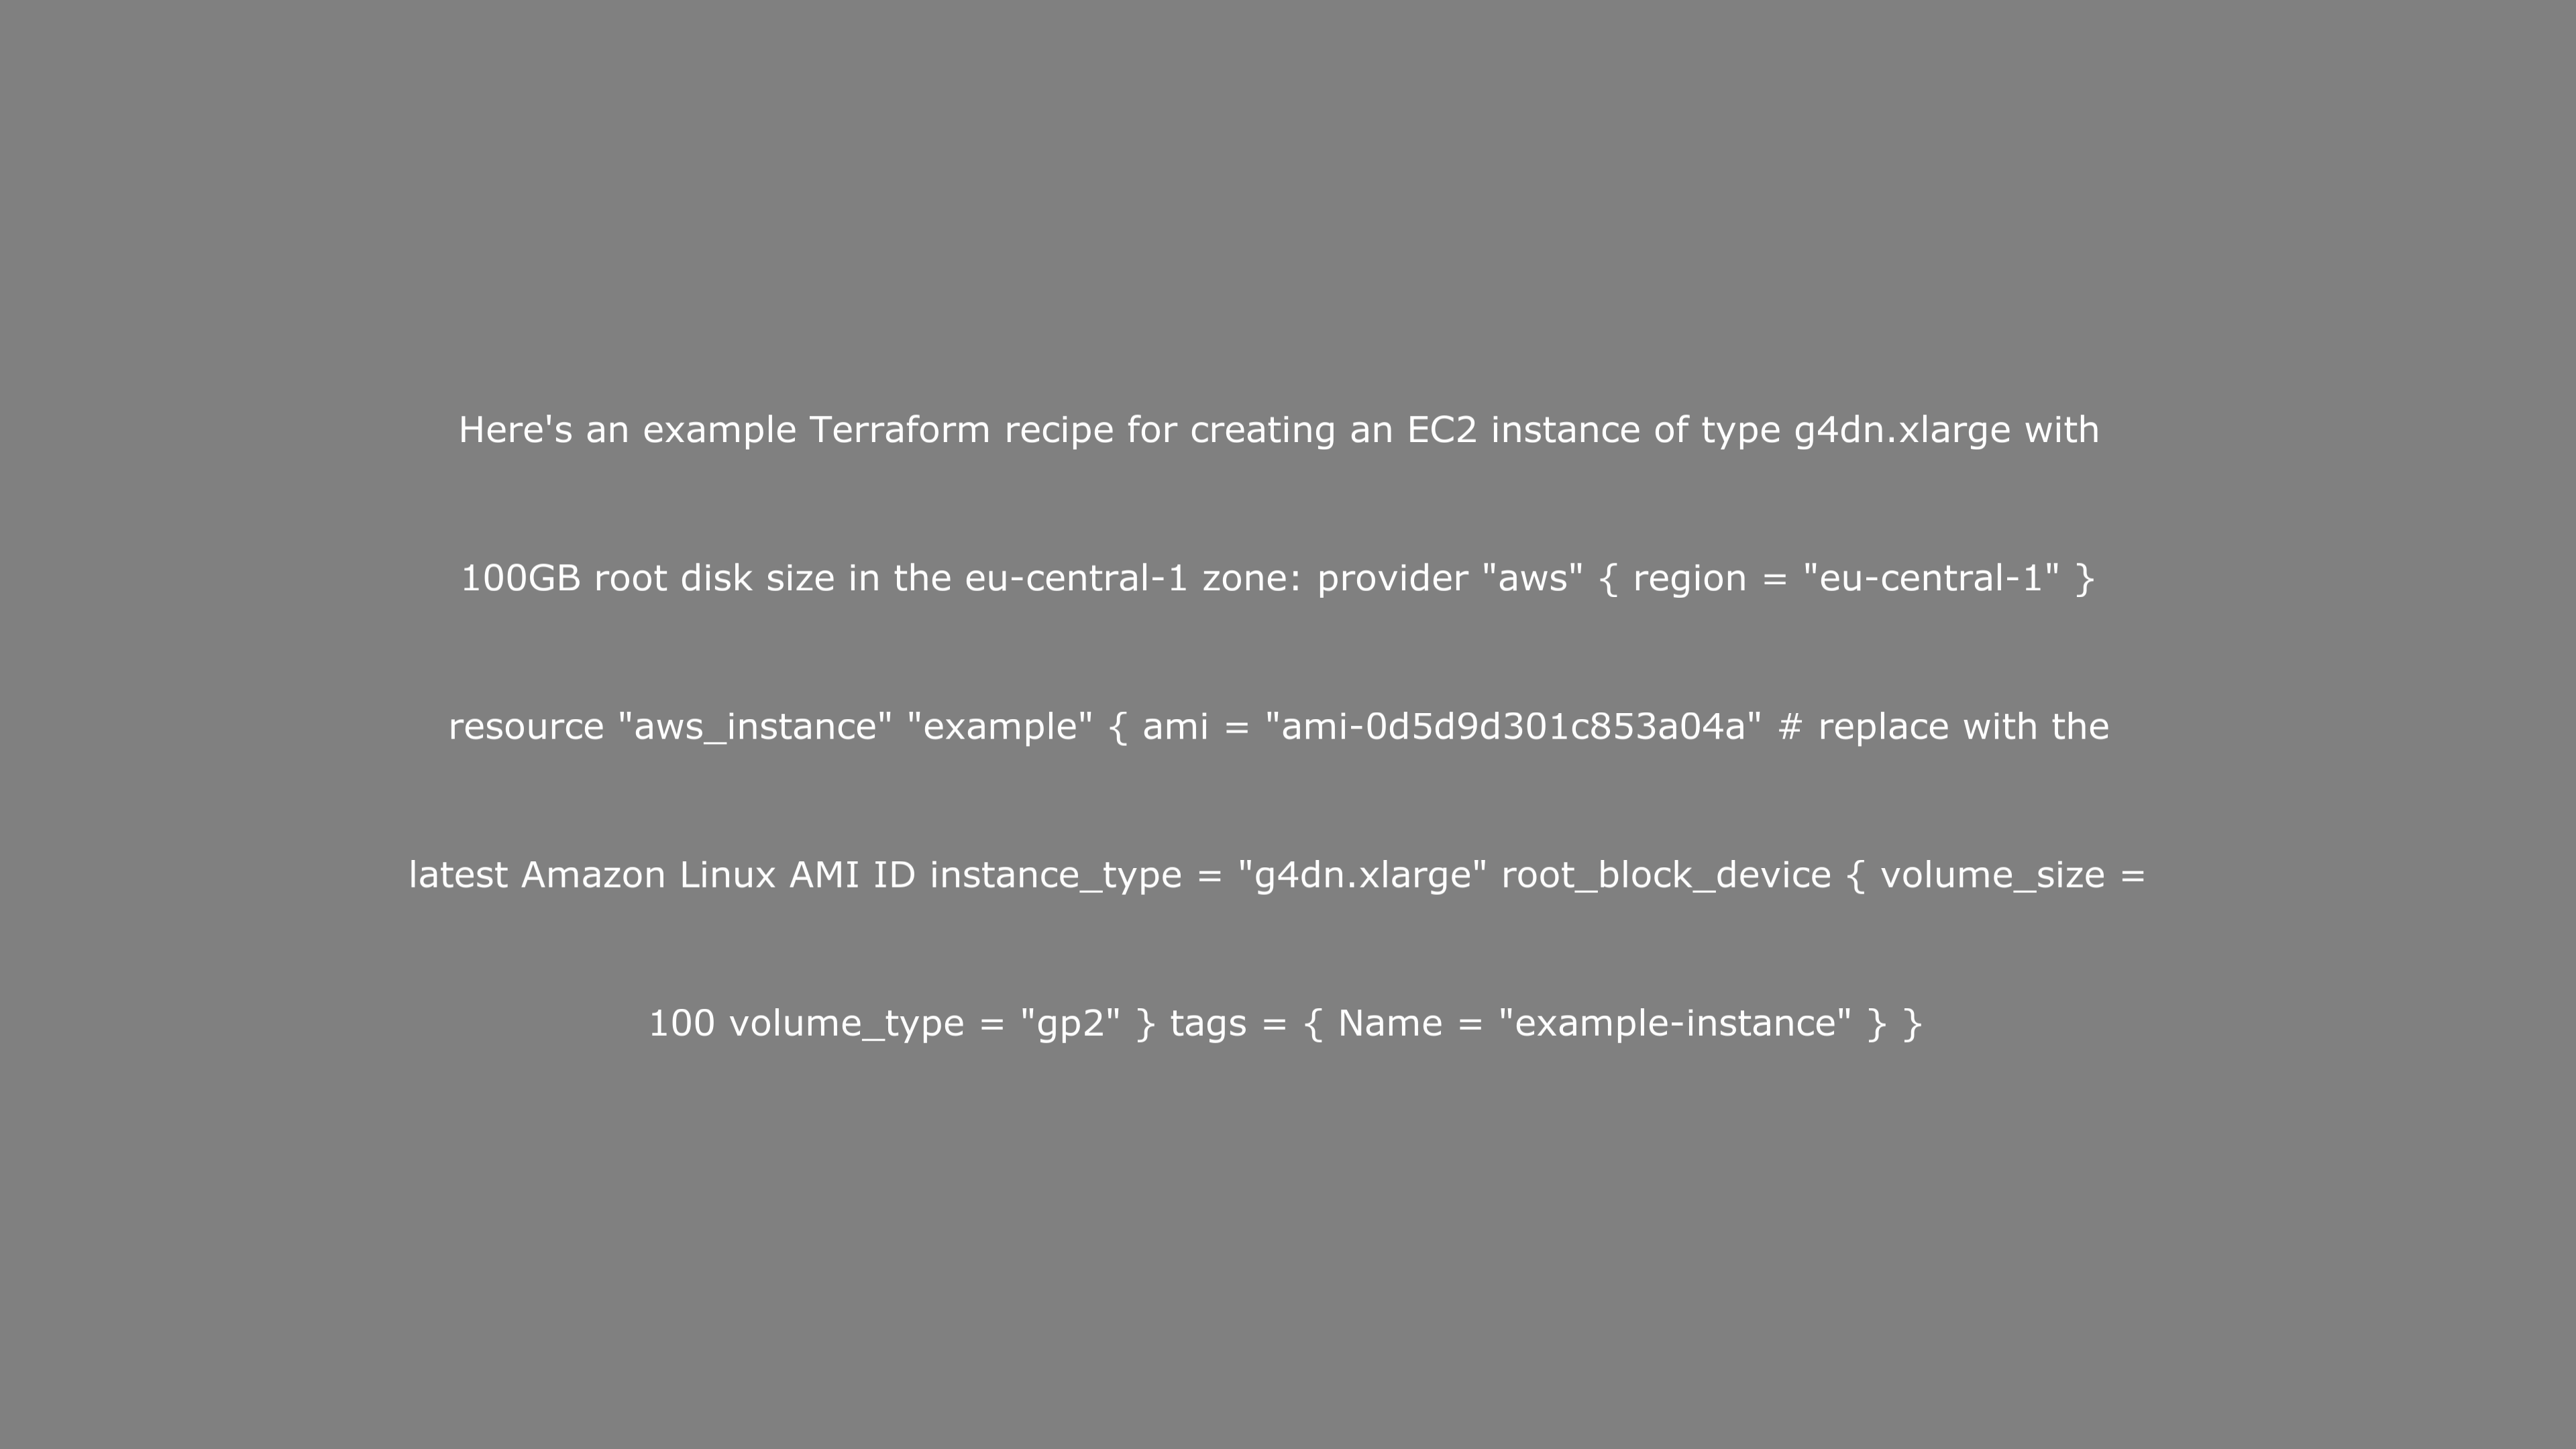 Here's an example Terraform recipe for creating an EC2 instance of type g4dn.xlarge with
100GB root disk size in the eu-central-1 zone: provider "aws" { region = "eu-central-1" }
resource "aws_instance" "example" { ami = "ami-0d5d9d301c853a04a" # replace with the
latest Amazon Linux AMI ID instance_type = "g4dn.xlarge" root_block_device { volume_size =
100 volume_type = "gp2" } tags = { Name = "example-instance" } }